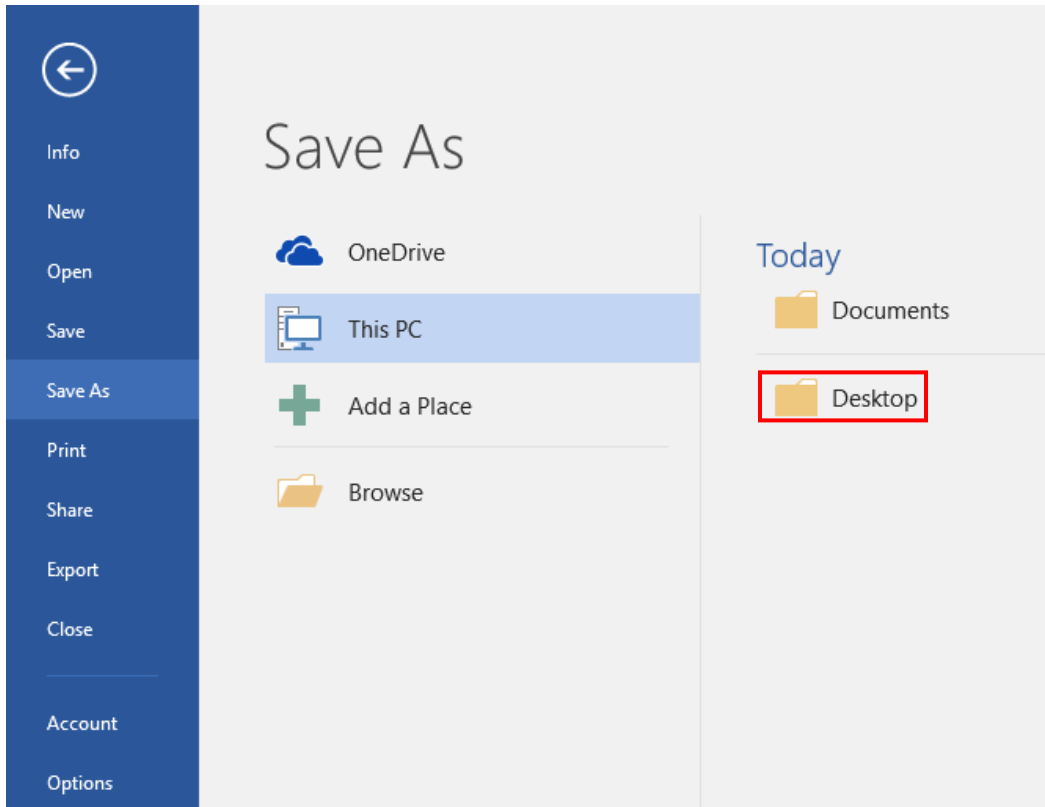 Info
New
Open
Save
Save As
Print
Share
Export
Close
Account
Options
Save As
OneDrive
This PC
Add a Place
Browse
Today
Documents
Desktop